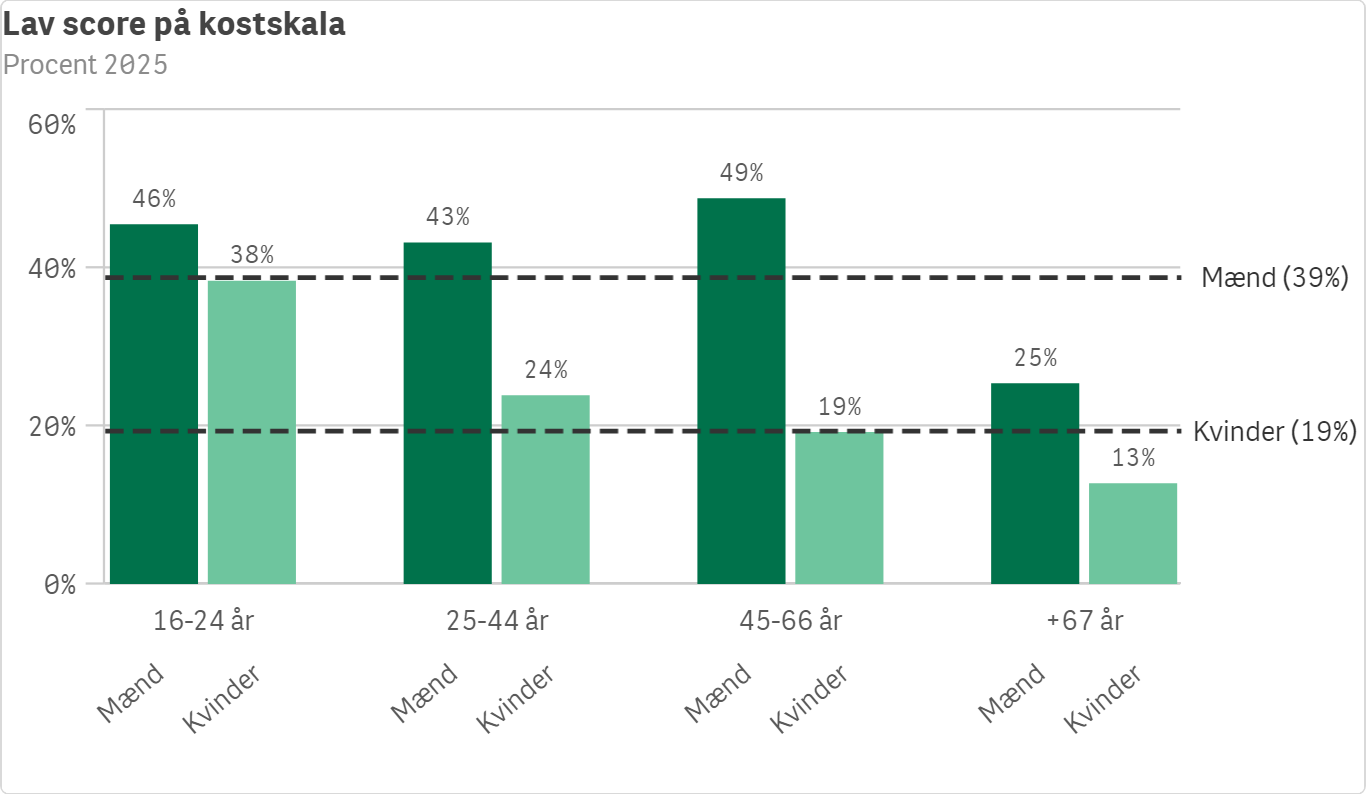 Lav score på kostskala
Procent 2025
60%
40%
20%
0%
46%
38%
43%
24%
49%
19%
25%
13%
Mænd (39%)
Kvinder (19%)
16-24 år
25-44 år
45-66 år
+67 år
Mænd
Kvinder
Mænd
Kvinder
Mænd
Kvinder
Mænd
Kvinder